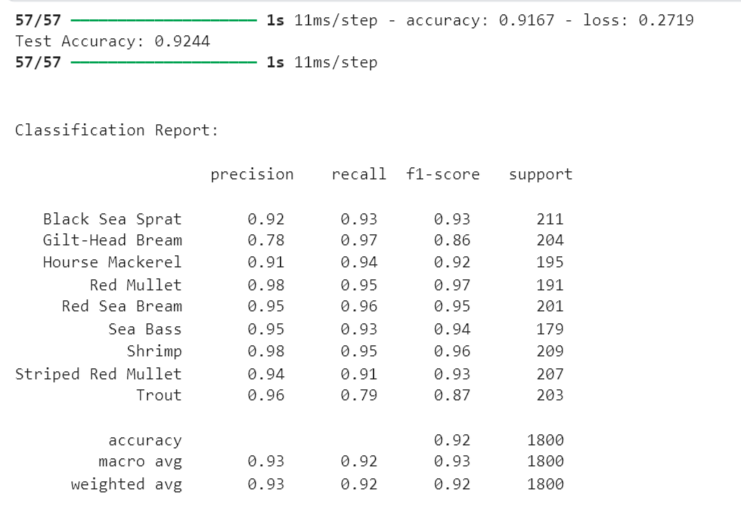 57/57 ━━━━━━━━━━━━━━━━━━━━ 1s 11ms/step - accuracy: 0.9167 - loss: 0.2719
Test Accuracy: 0.9244
57/57 ━━━━━━━━━━━━━━━━━━━━ 1s 11ms/step
Classification Report:
precision recall f1-score support
Black Sea Sprat 0.92 0.93 0.93 211
Gilt-Head Bream 0.78 0.97 0.86 204
Hourse Mackerel 0.91 0.94 0.92 195
Red Mullet 0.98 0.95 0.97 191
Red Sea Bream 0.95 0.96 0.95 201
Sea Bass 0.95 0.93 0.94 179
Shrimp 0.98 0.95 0.96 209
Striped Red Mullet 0.94 0.91 0.93 207
Trout 0.96 0.79 0.87 203
accuracy 0.92 1800
macro avg 0.93 0.92 0.93 1800
weighted avg 0.93 0.92 0.92 1800